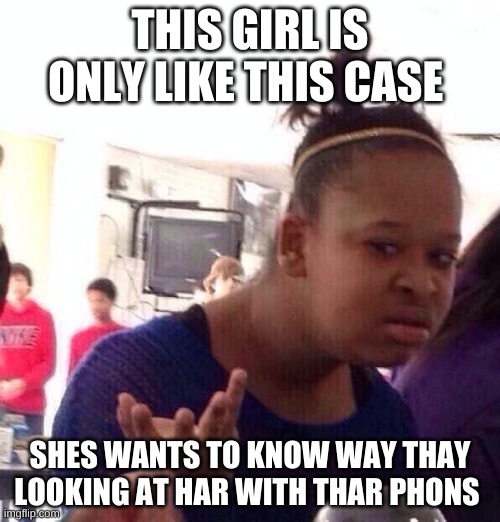 THIS GIRL IS
ONLY LIKE THIS CASE
NIKE
SHES WANTS TO KNOW WAY THAY
LOOKING AT HAR WITH THAR PHONS
imgflip.com